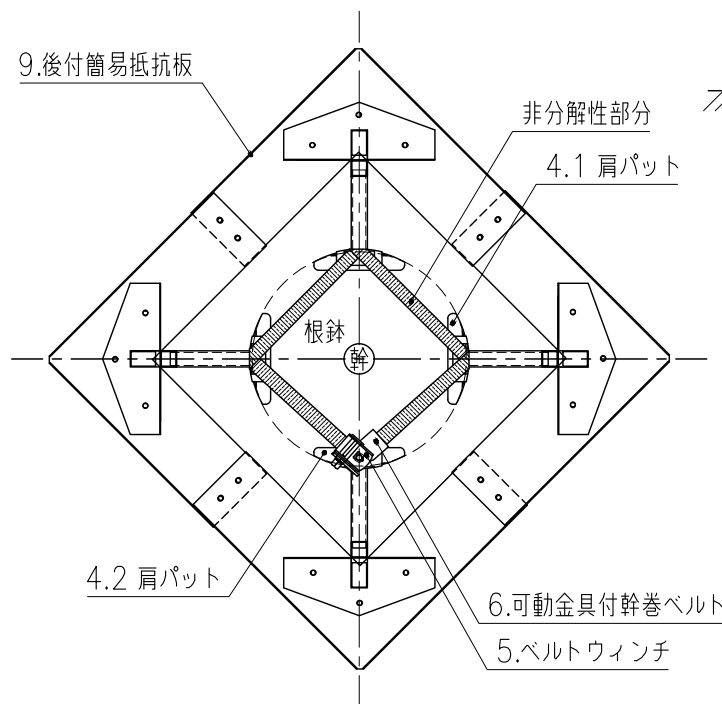 9.後付簡易抵抗板
非分解性部分
4.1 肩パット
根鉢
幹
4.2 肩パット
6.可動金具付幹巻ベルト
5.ベルトウィンチ